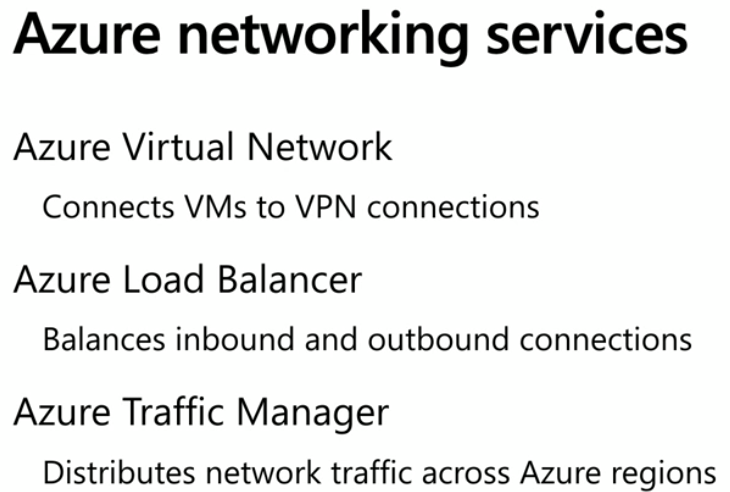 Azure networking services
Azure Virtual Network
Connects VMs to VPN connections
Azure Load Balancer
Balances inbound and outbound connections
Azure Traffic Manager
Distributes network traffic across Azure regions